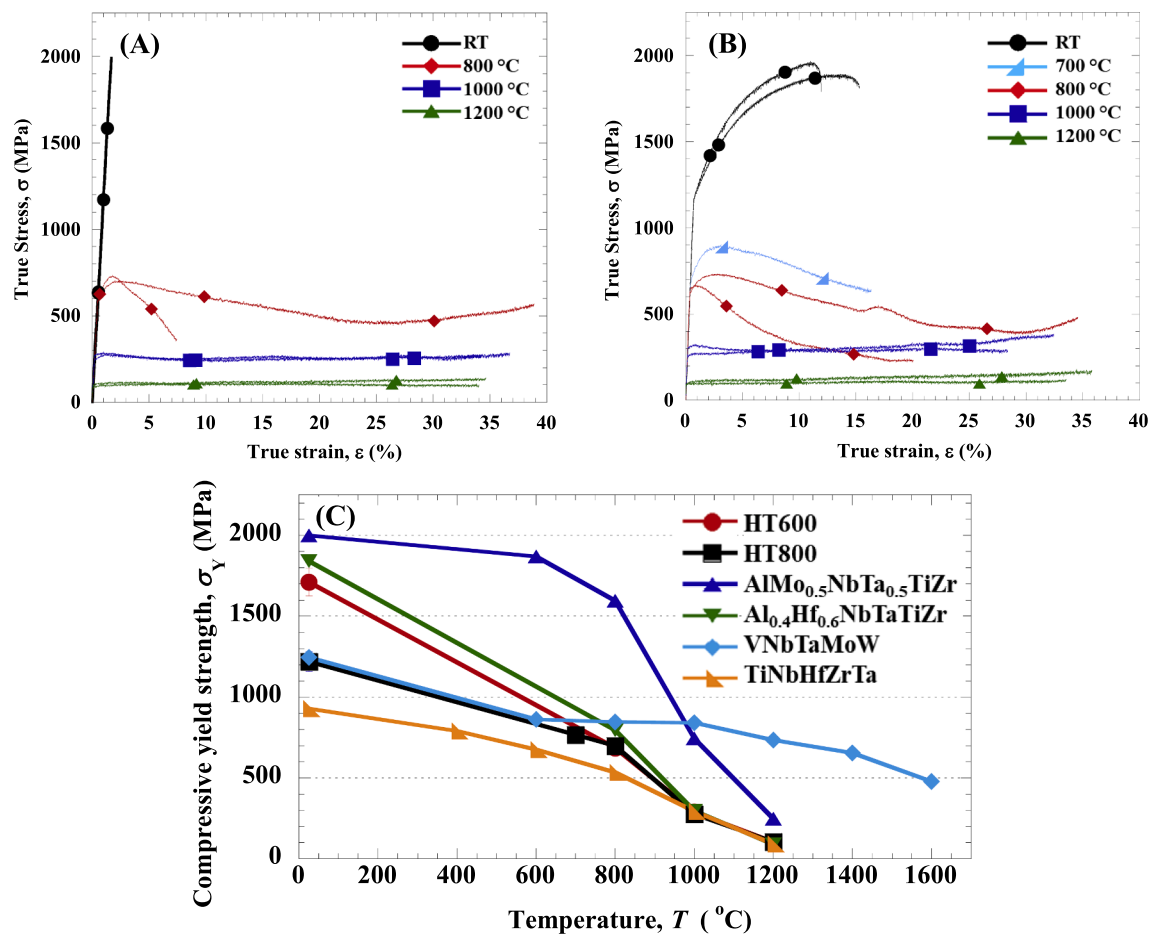 (A)
RT
800 °C
1000 °C
1200 °C
2000
1500
1000
500
0
True Stress, σ (MPa)
0 5 10 15 20 25 30 35 40
True strain, ε (%)
(B)
RT
700 °C
800 °C
1000 °C
1200 °C
2000
1500
1000
500
0
True Stress, σ (MPa)
0 5 10 15 20 25 30 35 40
True strain, ε (%)
(C)
HT600
HT800
AlMo0.5NbTa0.5TiZr
Al0.4Hf0.6NbTaTiZr
VNbTaMoW
TiNbHfZrTa
2000
1500
1000
500
0
Compressive yield strength, σY (MPa)
0 200 400 600 800 1000 1200 1400 1600
Temperature, T ( °C)